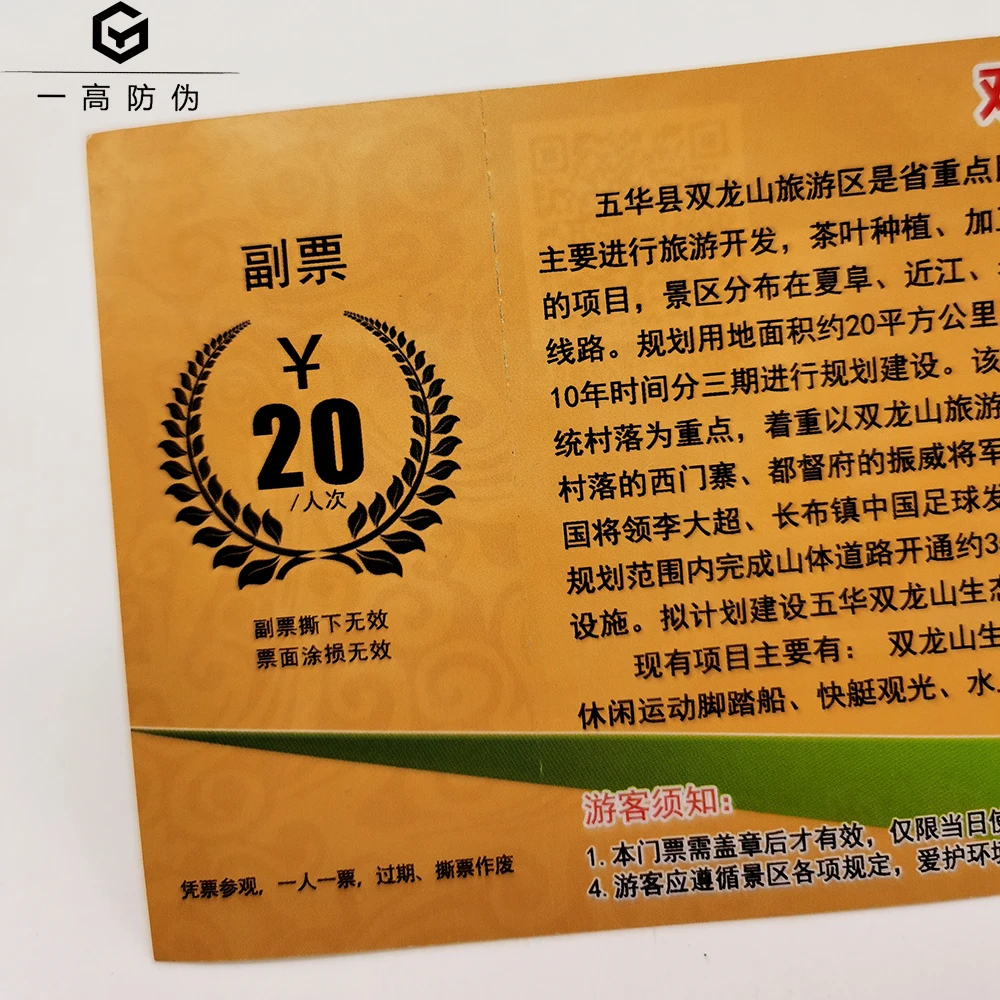 一高防伪
副票
¥
20
/人次
副票撕下无效
票面涂损无效
凭票参观,一人一票,过期、撕票作废
五华县双龙山旅游区是省重点
主要进行旅游开发,茶叶种植、加
的项目,景区分布在夏阜、近江、
线路。规划用地面积约20平方公里
10年时间分三期进行规划建设。该
统村落为重点,着重以双龙山旅游
村落的西门寨、都督府的振威将军
国将领李大超、长布镇中国足球发
规划范围内完成山体道路开通约3
设施。拟计划建设五华双龙山生态
现有项目主要有: 双龙山生
休闲运动脚踏船、快艇观光、水
游客须知:
1. 本门票需盖章后才有效,仅限当日使
4. 游客应遵循景区各项规定,爱护环境